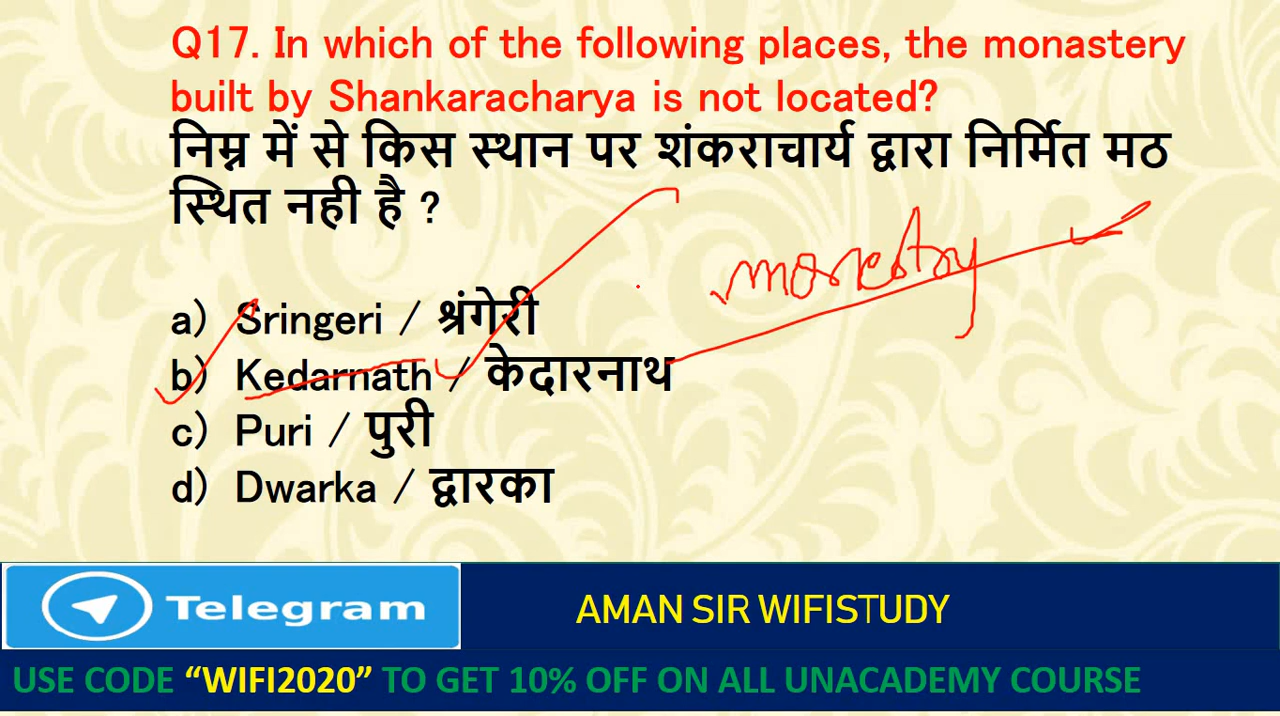 Q17. In which of the following places, the monastery
built by Shankaracharya is not located?
निम्न में से किस स्थान पर शंकराचार्य द्वारा निर्मित मठ
स्थित नही है ?
monestry
a) Sringeri / श्रंगेरी
b) Kedarnath / केदारनाथ
c) Puri / पुरी
d) Dwarka / द्वारका
Telegram
AMAN SIR WIFISTUDY
USE CODE “WIFI2020” TO GET 10% OFF ON ALL UNACADEMY COURSE